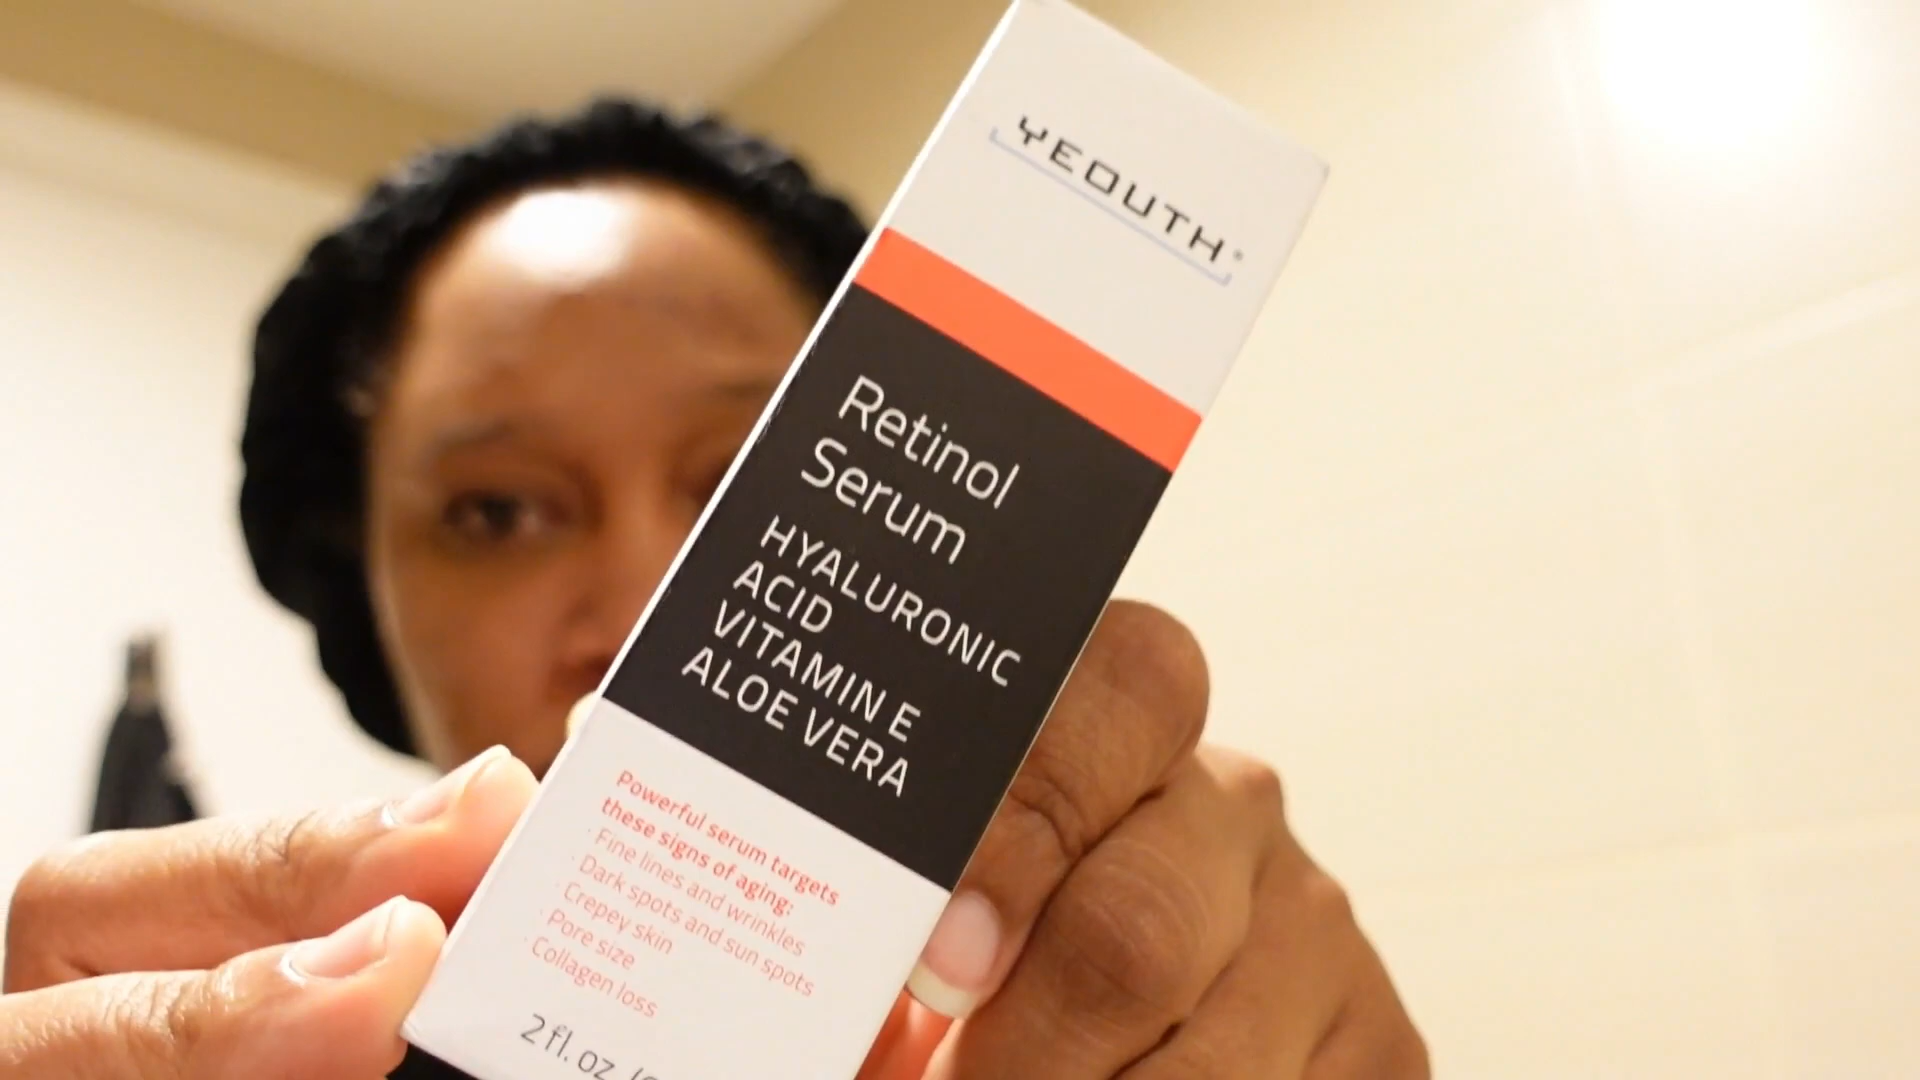 YEOUTH®
Retinol
Serum
HYALURONIC
ACID
VITAMIN E
ALOE VERA
Powerful serum targets
these signs of aging:
· Fine lines and wrinkles
· Dark spots and sun spots
· Crepey skin
· Pore size
· Collagen loss
2 fl. oz.